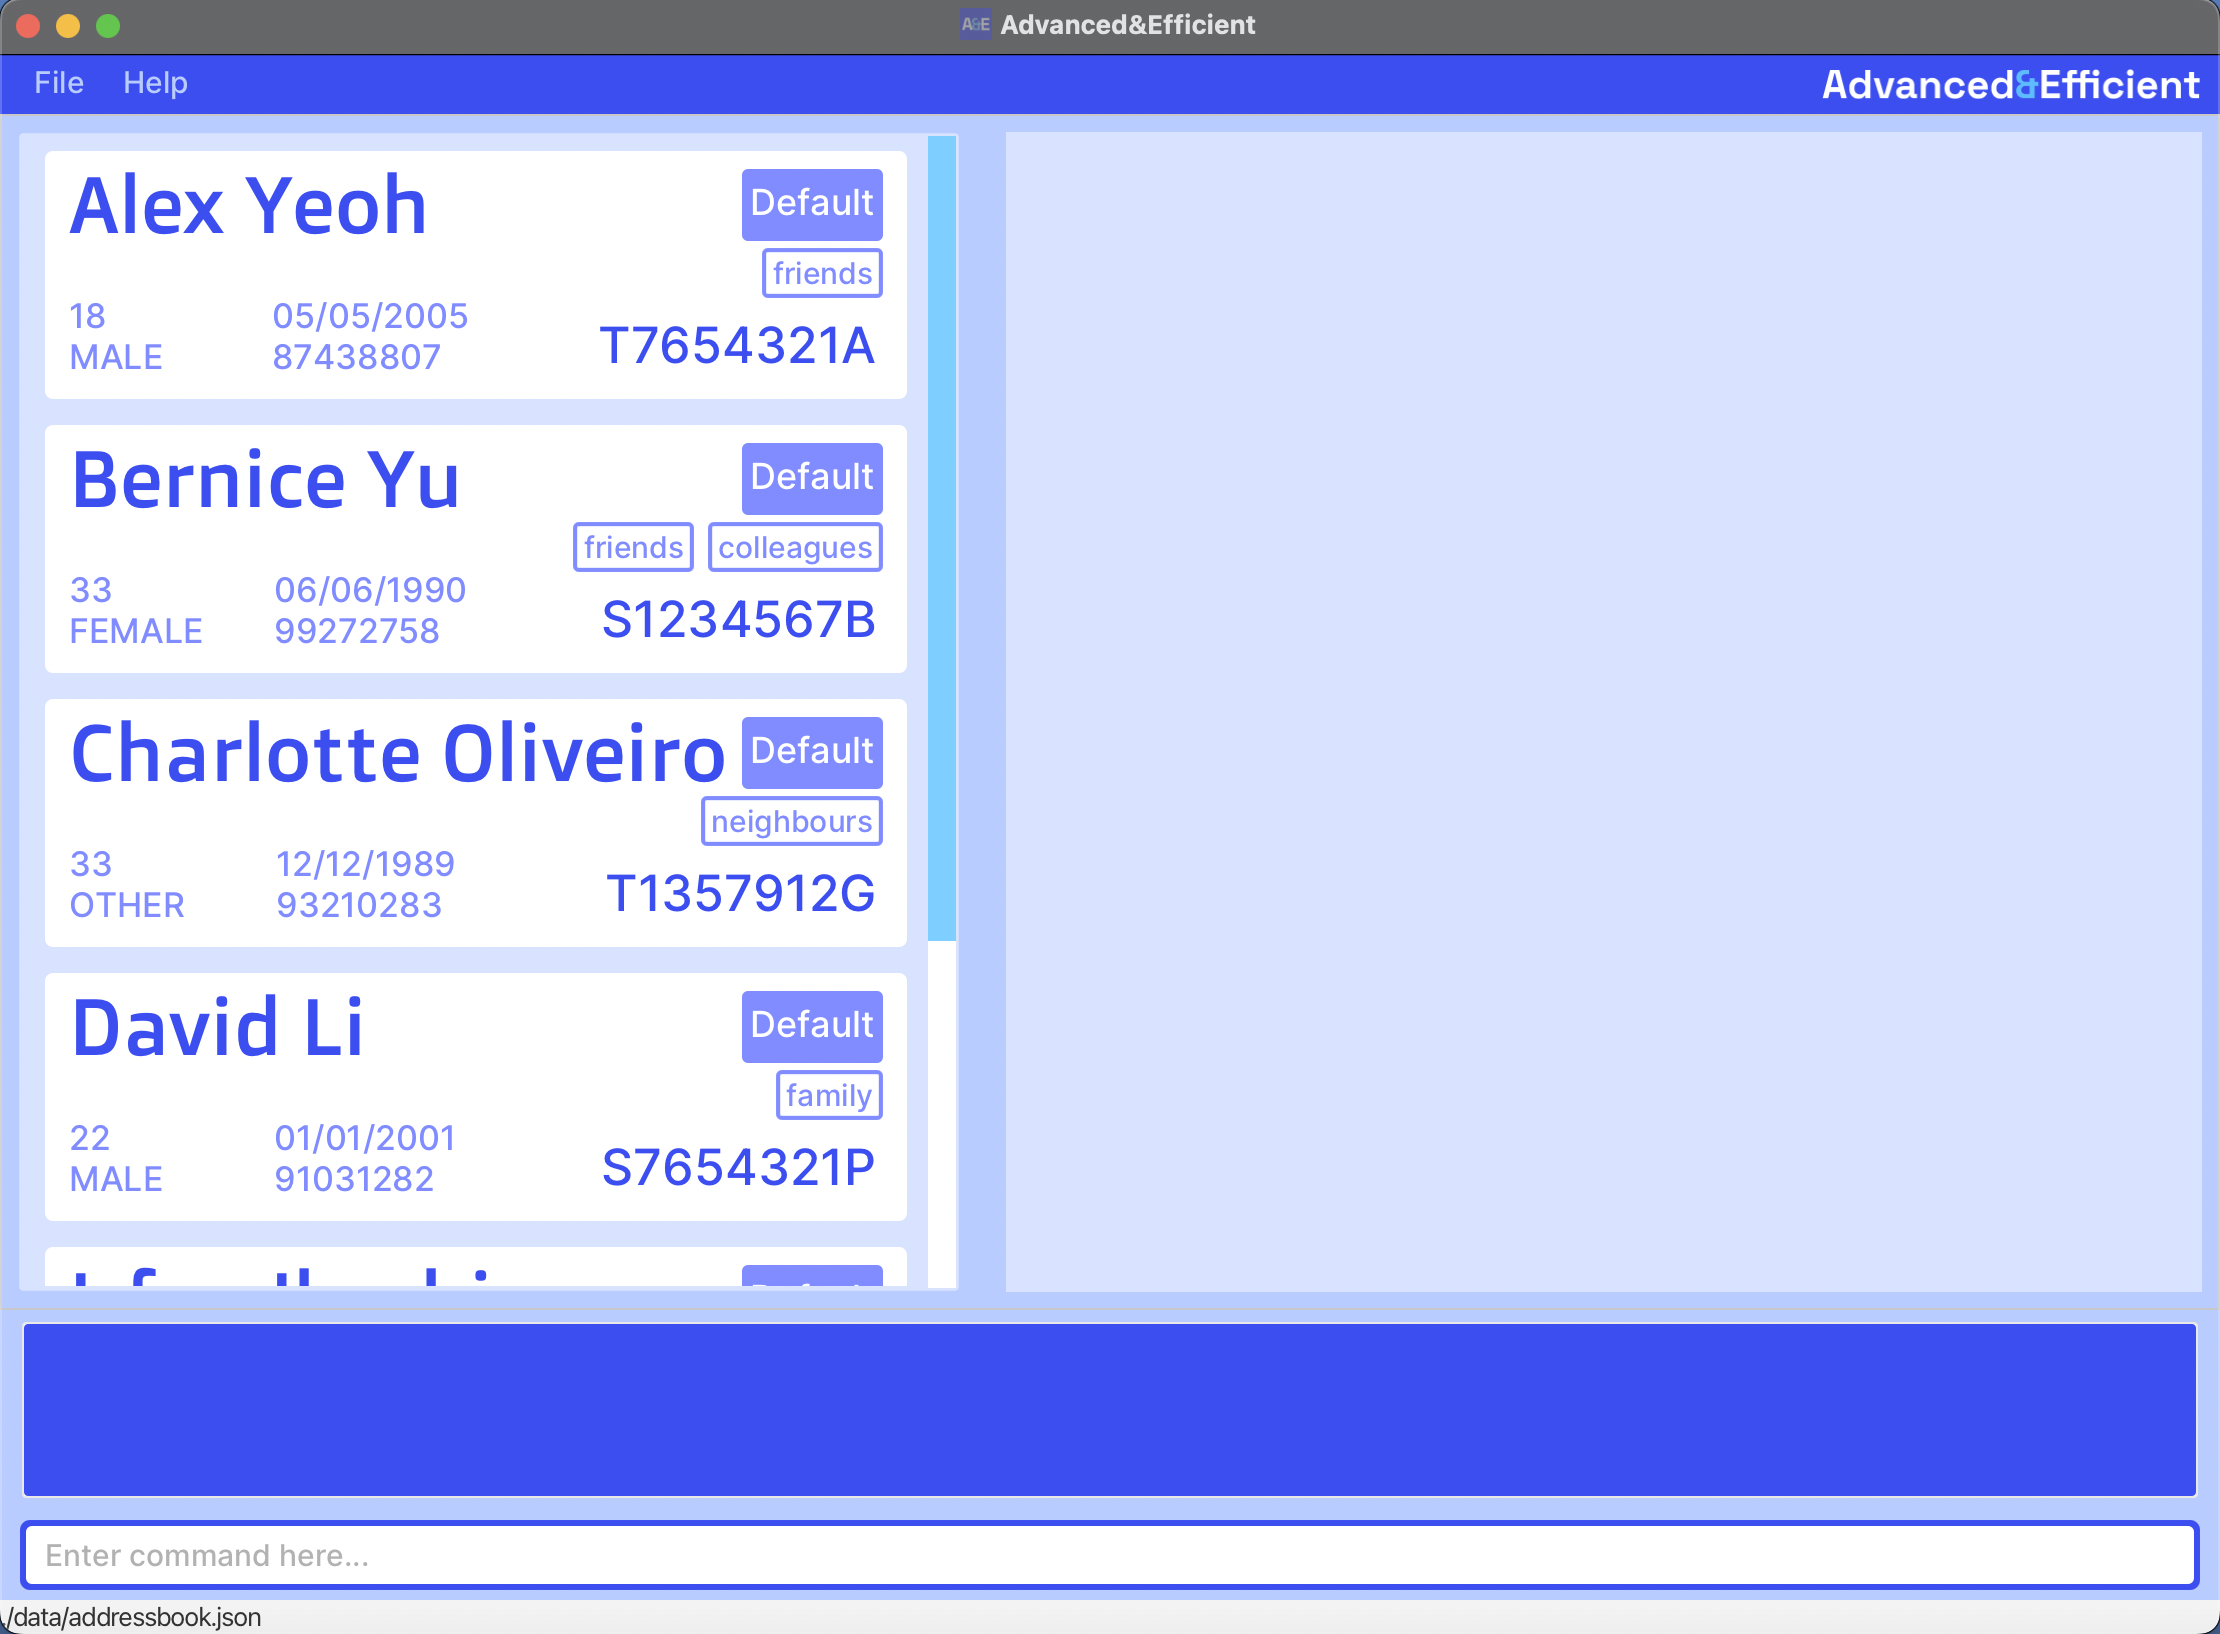 A&E Advanced&Efficient
File Help Advanced&Efficient
Alex Yeoh Default
friends
18 05/05/2005
MALE 87438807 T7654321A
Bernice Yu Default
friends colleagues
33 06/06/1990
FEMALE 99272758 S1234567B
Charlotte Oliveiro Default
neighbours
33 12/12/1989
OTHER 93210283 T1357912G
David Li Default
family
22 01/01/2001
MALE 91031282 S7654321P
Enter command here...
/data/addressbook.json